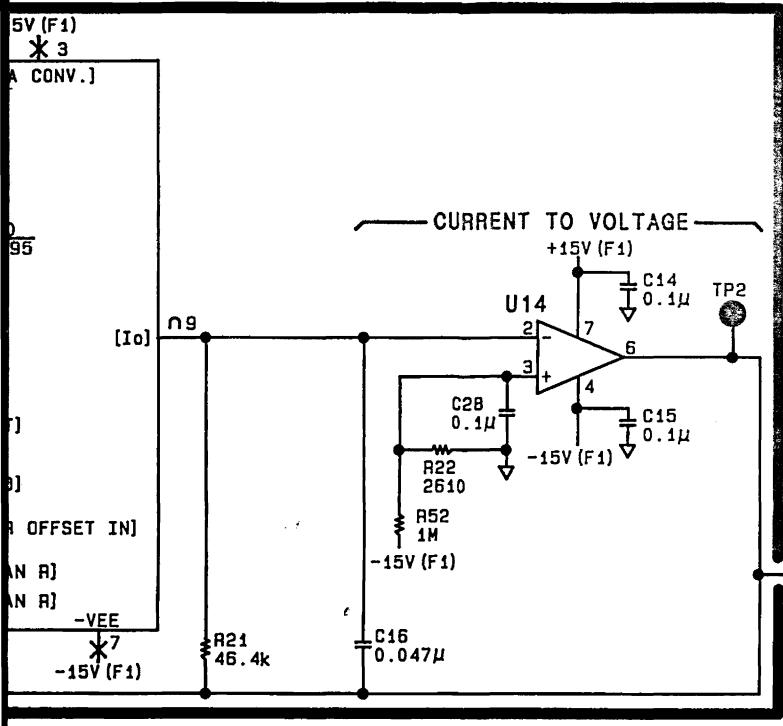 5V (F1)
3
A CONV.]
95
CURRENT TO VOLTAGE
+15V (F1)
C14
0.1µ
TP2
U14
[Io]
9
2
-
7
6
3
+
4
C28
0.1µ
C15
0.1µ
-15V (F1)
R22
2610
R52
1M
-15V (F1)
T]
]
R OFFSET IN]
AN R]
AN R]
-VEE
7
-15V (F1)
R21
46.4k
C16
0.047µ